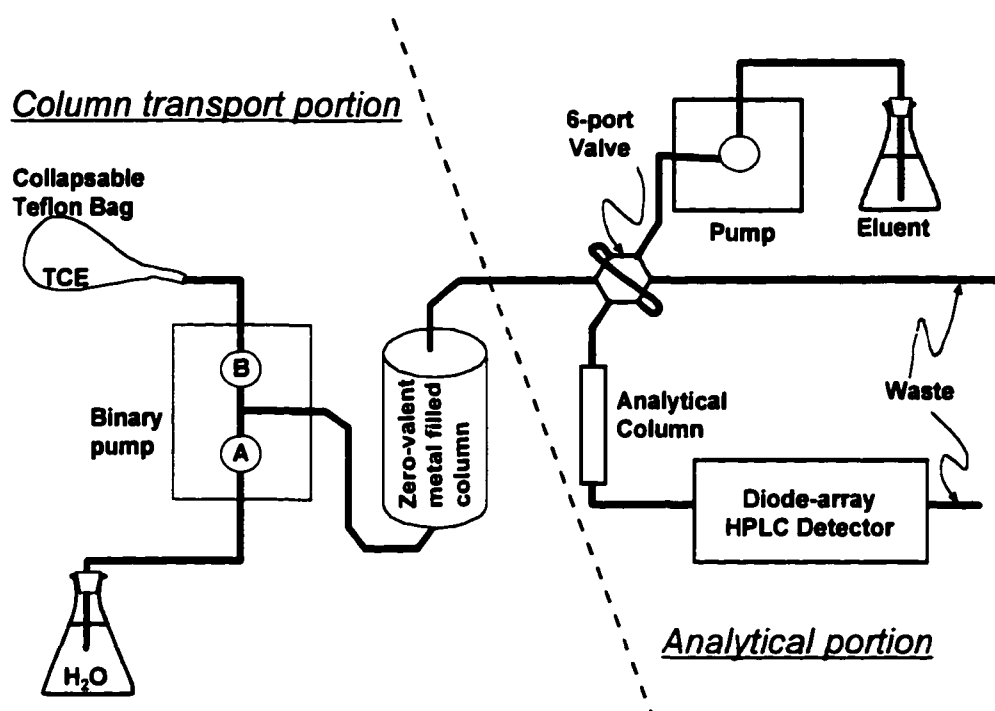 Column transport portion
Collapsable
Teflon Bag
TCE
B
Binary
pump
A
H₂O
Zero-valent
metal filled
column
6-port
Valve
Pump
Eluent
Waste
Analytical
Column
Diode-array
HPLC Detector
Analytical portion